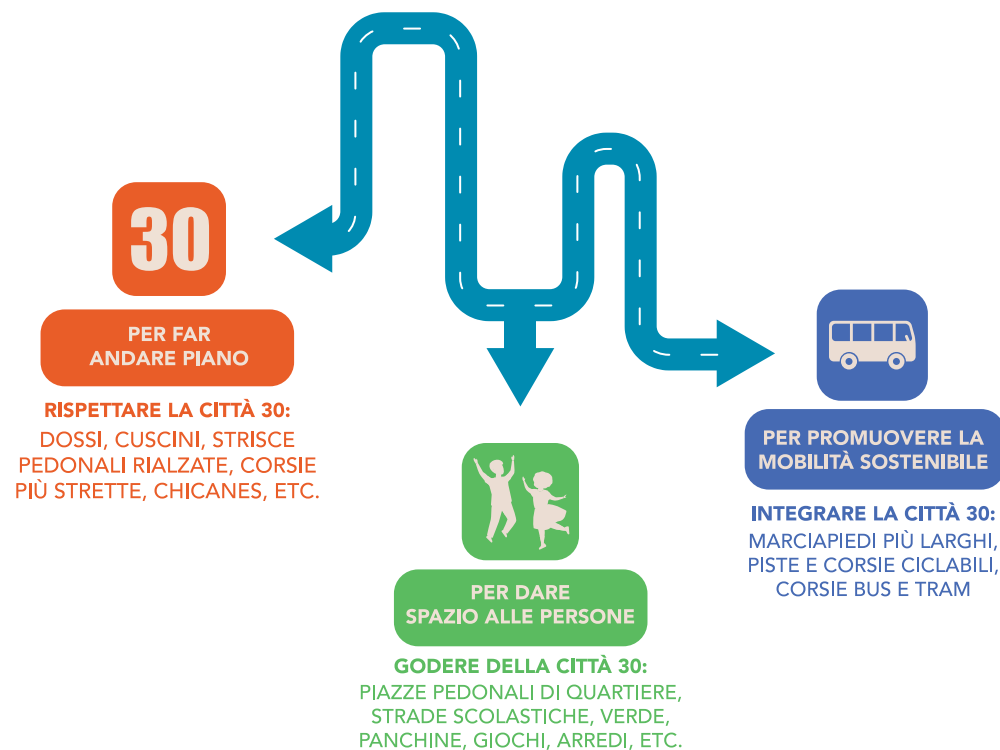 30
PER FAR
ANDARE PIANO
RISPETTARE LA CITTÀ 30:
DOSSI, CUSCINI, STRISCE
PEDONALI RIALZATE, CORSIE
PIÙ STRETTE, CHICANES, ETC.
PER DARE
SPAZIO ALLE PERSONE
GODERE DELLA CITTÀ 30:
PIAZZE PEDONALI DI QUARTIERE,
STRADE SCOLASTICHE, VERDE,
PANCHINE, GIOCHI, ARREDI, ETC.
PER PROMUOVERE LA
MOBILITÀ SOSTENIBILE
INTEGRARE LA CITTÀ 30:
MARCIAPIEDI PIÙ LARGHI,
PISTE E CORSIE CICLABILI,
CORSIE BUS E TRAM